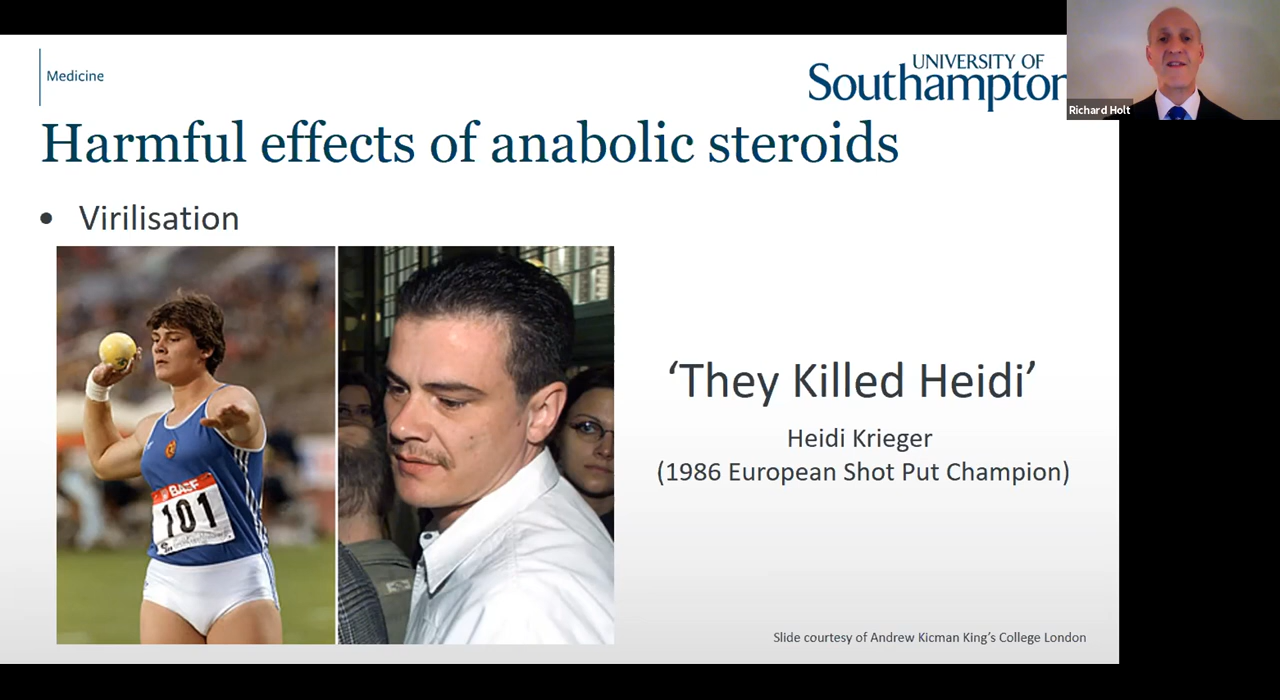 Medicine
UNIVERSITY OF
Southampton
Richard Holt
Harmful effects of anabolic steroids
• Virilisation
BASF
101
'They Killed Heidi'
Heidi Krieger
(1986 European Shot Put Champion)
Slide courtesy of Andrew Kicman King's College London